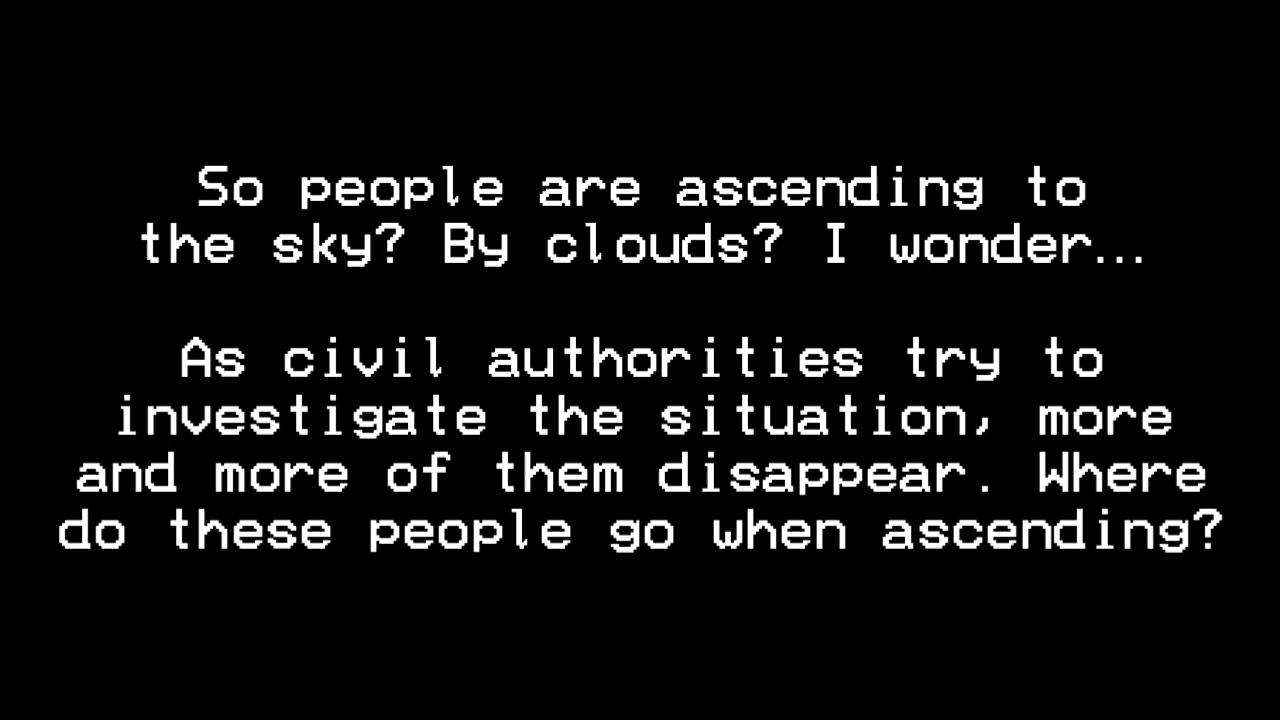 So people are ascending to
the sky? By clouds? I wonder...
As civil authorities try to
investigate the situation, more
and more of them disappear. Where
do these people go when ascending?